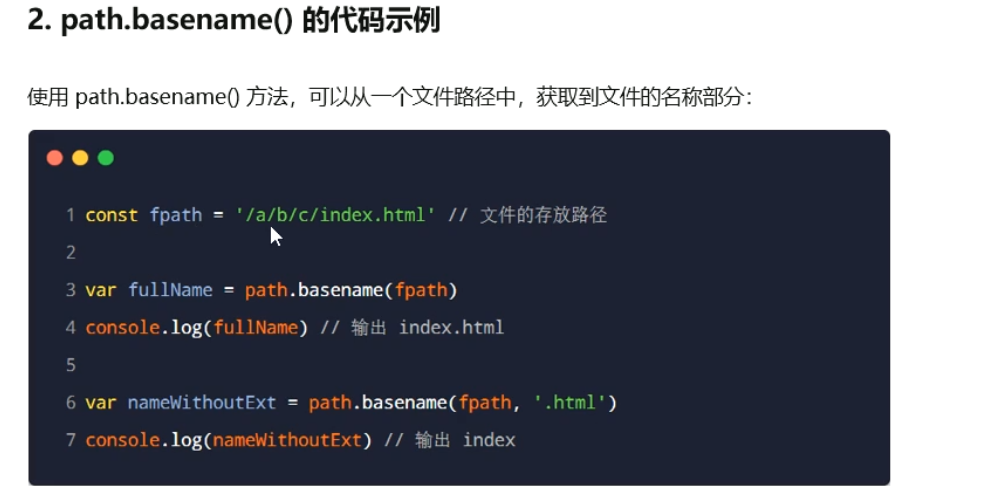 2. path.basename() 的代码示例
使用 path.basename() 方法，可以从一个文件路径中，获取到文件的名称部分：
1 const fpath = '/a/b/c/index.html' // 文件的存放路径
2
3 var fullName = path.basename(fpath)
4 console.log(fullName) // 输出 index.html
5
6 var nameWithoutExt = path.basename(fpath, '.html')
7 console.log(nameWithoutExt) // 输出 index